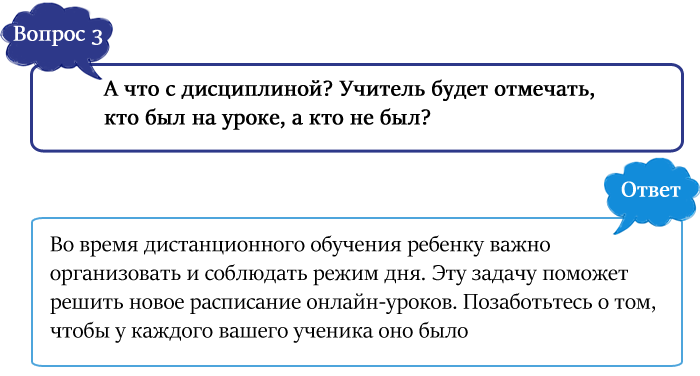 Вопрос 3
А что с дисциплиной? Учитель будет отмечать,
кто был на уроке, а кто не был?
Ответ
Во время дистанционного обучения ребенку важно
организовать и соблюдать режим дня. Эту задачу поможет
решить новое расписание онлайн-уроков. Позаботьтесь о том,
чтобы у каждого вашего ученика оно было